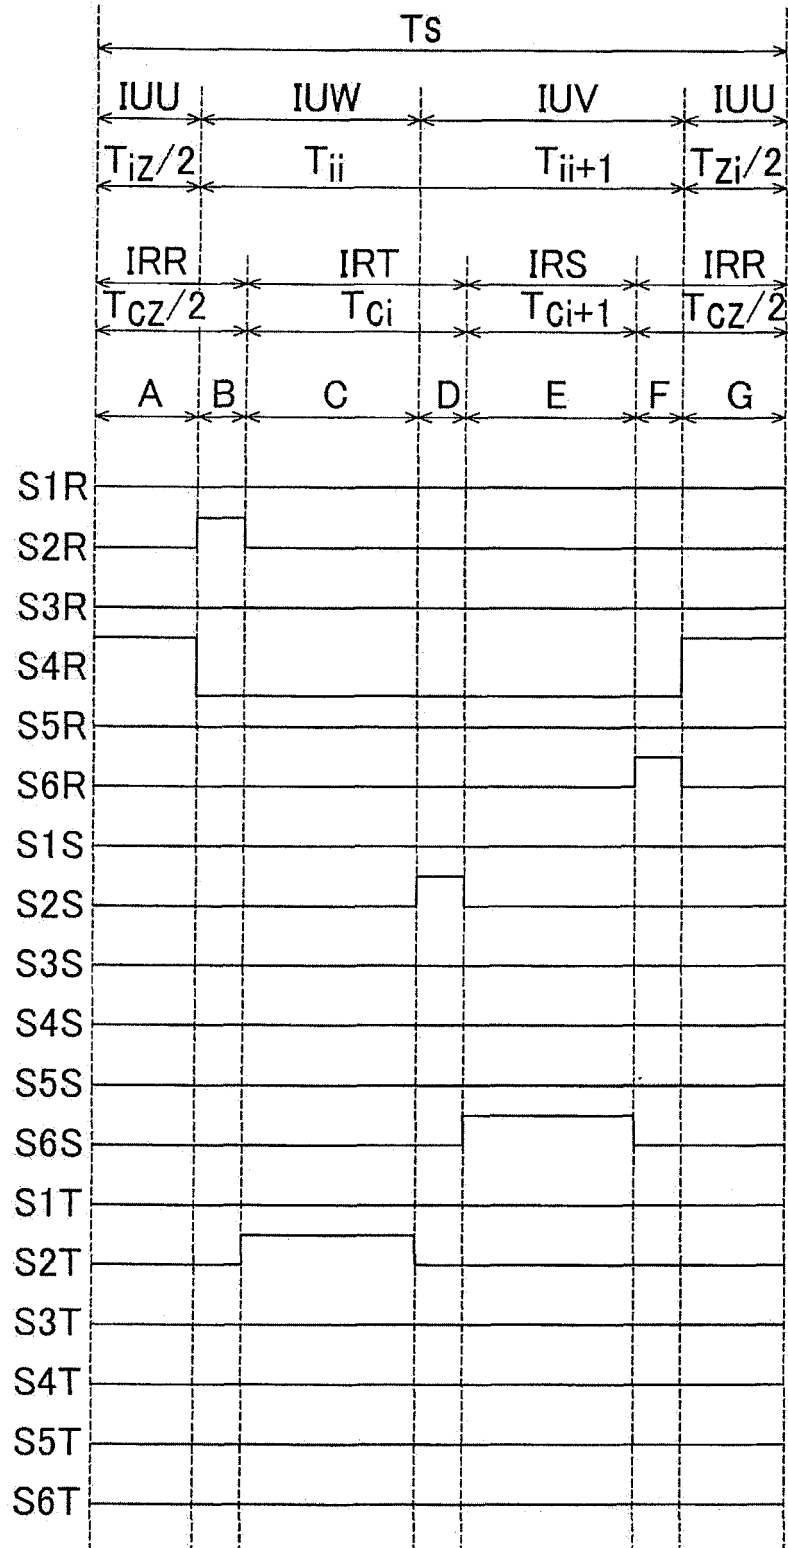 Ts
IUU IUW IUV IUU
Tiz/2 Tii Tii+1 Tzi/2
IRR IRT IRS IRR
Tcz/2 Tci Tci+1 Tcz/2
A B C D E F G
S1R
S2R
S3R
S4R
S5R
S6R
S1S
S2S
S3S
S4S
S5S
S6S
S1T
S2T
S3T
S4T
S5T
S6T